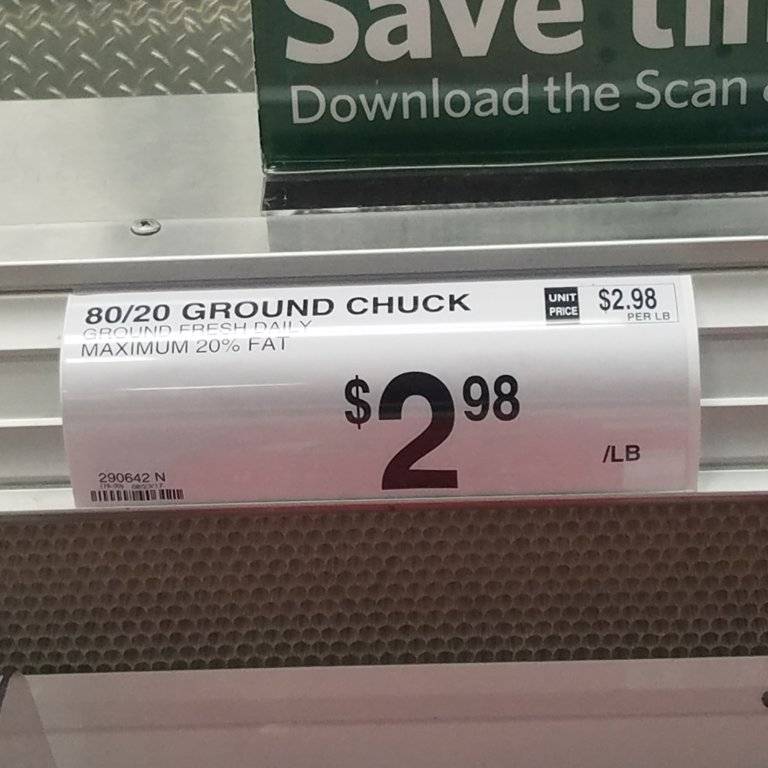 Save
Download the Scan
80/20 GROUND CHUCK
GROUND FRESH DAILY
MAXIMUM 20% FAT
UNIT
PRICE
$2.98
PER LB
$2 98
/LB
290642 N